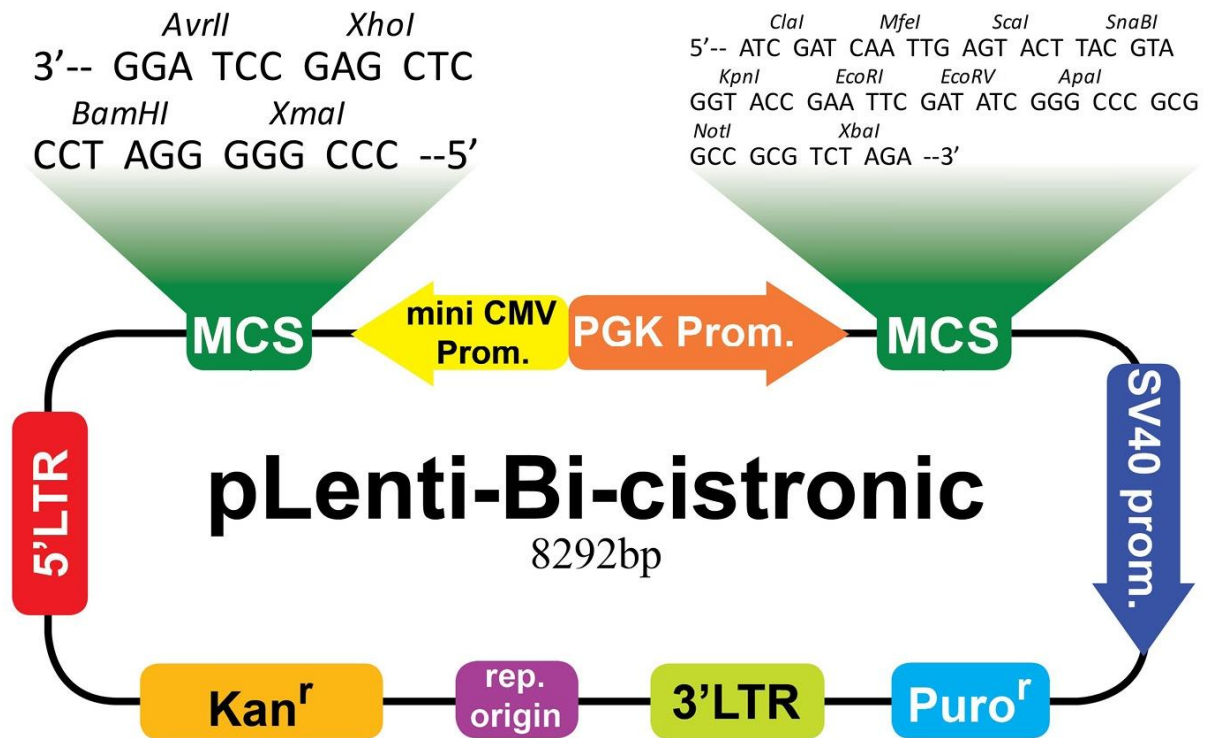 AvrII XhoI
3’-- GGA TCC GAG CTC
BamHI XmaI
CCT AGG GGG CCC --5’
ClaI MfeI ScaI SnaBI
5’-- ATC GAT CAA TTG AGT ACT TAC GTA
KpnI EcoRI EcoRV ApaI
GGT ACC GAA TTC GAT ATC GGG CCC GCG
NotI XbaI
GCC GCG TCT AGA --3’
MCS
mini CMV
Prom.
PGK Prom.
MCS
SV40 prom.
5’LTR
pLenti-Bi-cistronic
8292bp
Kanʳ
rep.
origin
3’LTR
Puroʳ